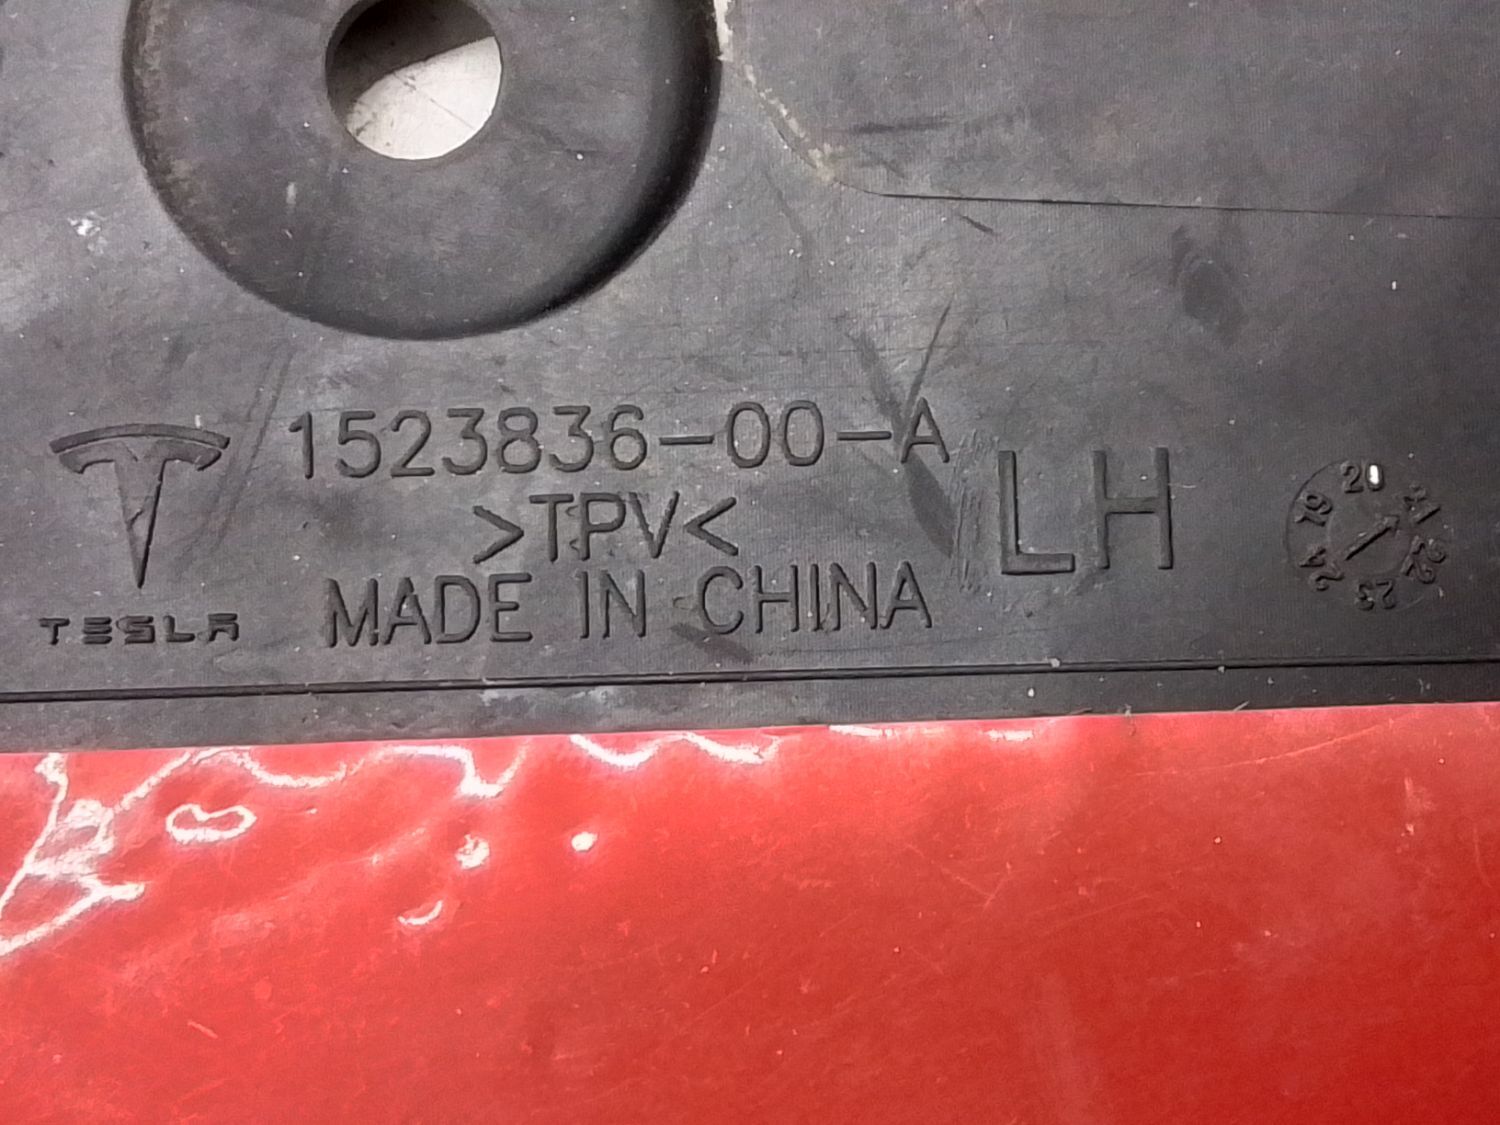 1523836-00-A
>TPV<
MADE IN CHINA
TESLA
LH
19 20 21 22 23 24